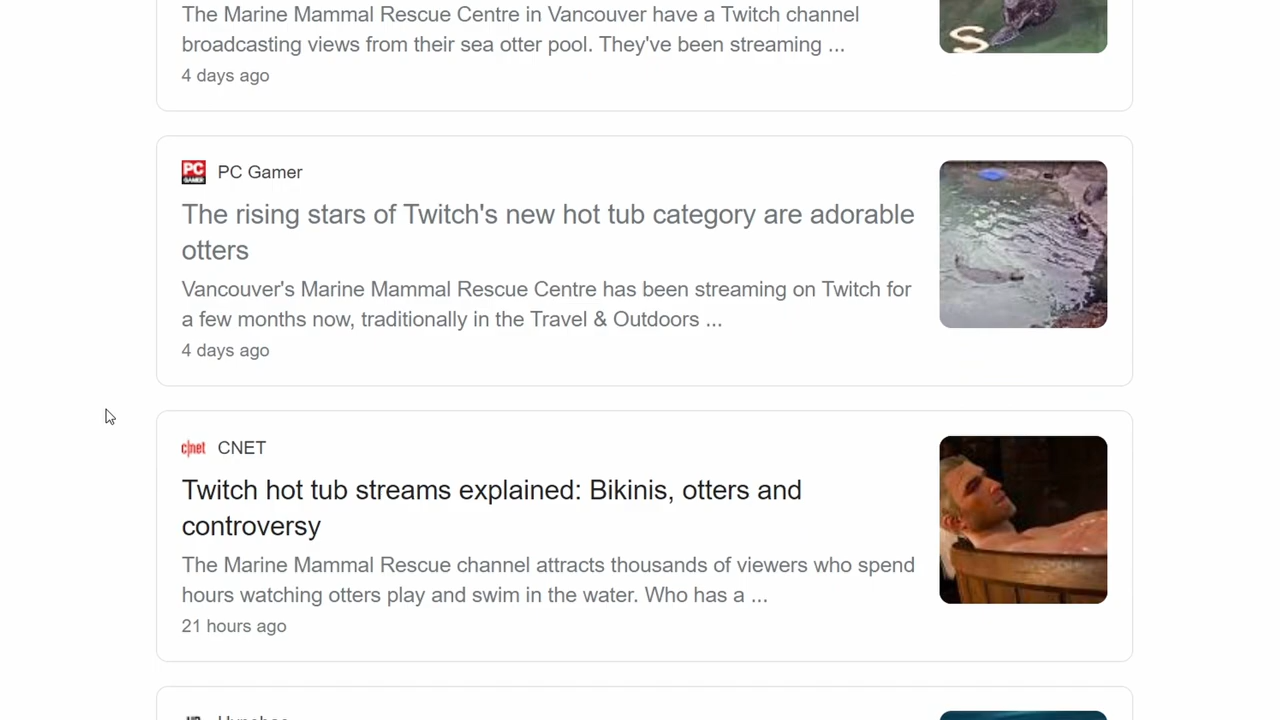 The Marine Mammal Rescue Centre in Vancouver have a Twitch channel
broadcasting views from their sea otter pool. They've been streaming ...
4 days ago
S
PC
GAMER
PC Gamer
The rising stars of Twitch's new hot tub category are adorable
otters
Vancouver's Marine Mammal Rescue Centre has been streaming on Twitch for
a few months now, traditionally in the Travel & Outdoors ...
4 days ago
c|net
CNET
Twitch hot tub streams explained: Bikinis, otters and
controversy
The Marine Mammal Rescue channel attracts thousands of viewers who spend
hours watching otters play and swim in the water. Who has a ...
21 hours ago